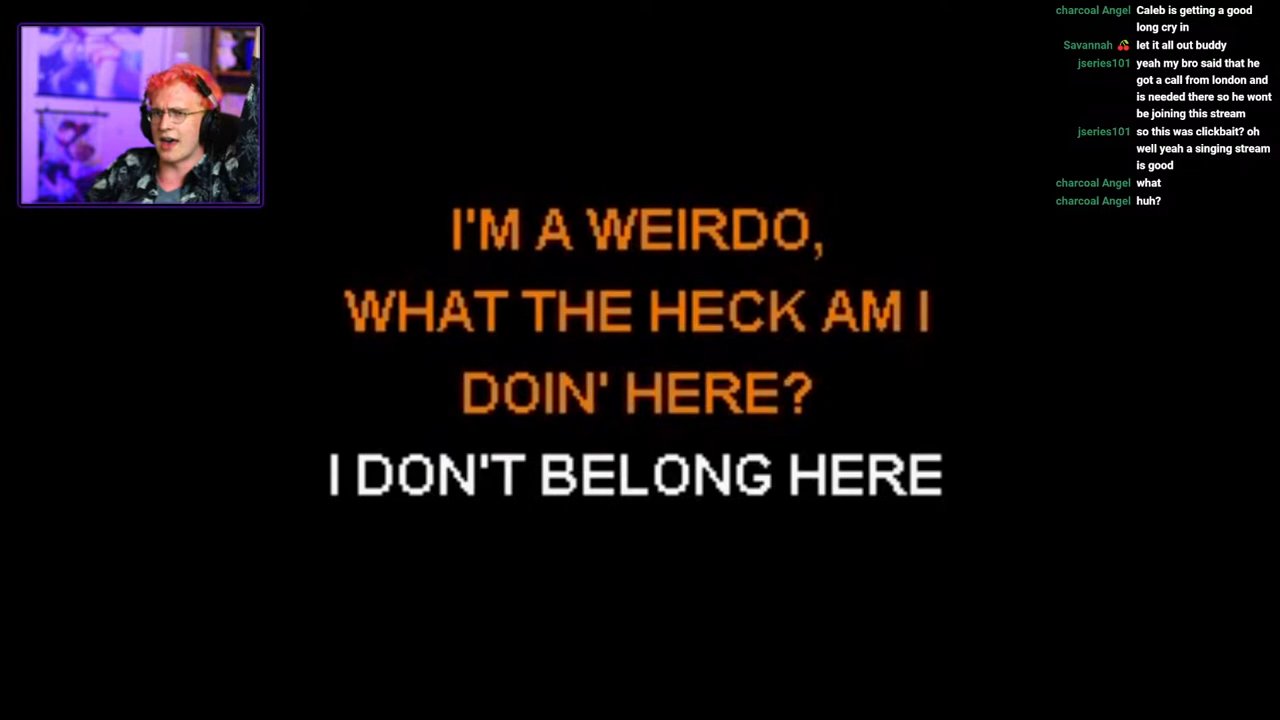 I'M A WEIRDO,
WHAT THE HECK AM I
DOIN' HERE?
I DON'T BELONG HERE
charcoal Angel Caleb is getting a good
long cry in
Savannah 🍒 let it all out buddy
jseries101 yeah my bro said that he
got a call from london and
is needed there so he wont
be joining this stream
jseries101 so this was clickbait? oh
well yeah a singing stream
is good
charcoal Angel what
charcoal Angel huh?